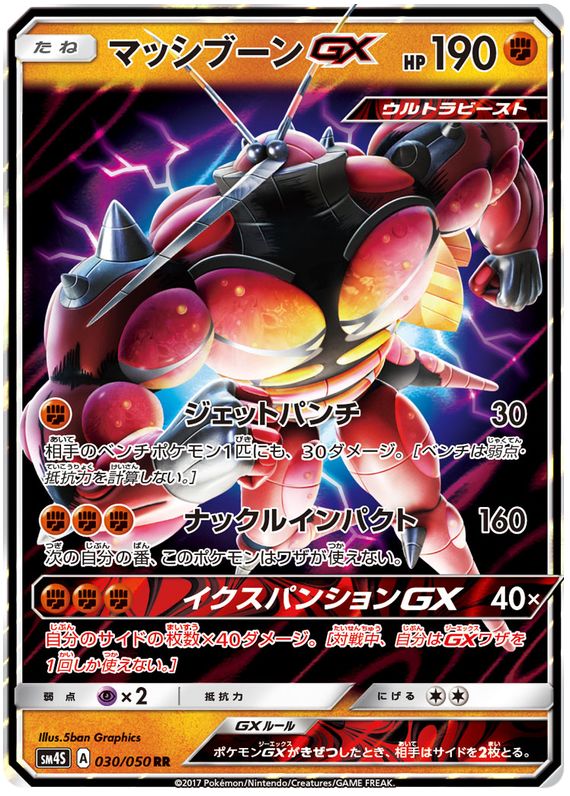 たね マッシブーンGX HP 190
ウルトラビースト
ジェットパンチ 30
相手のベンチポケモン1匹にも、30ダメージ。[ベンチは弱点・
抵抗力を計算しない。]
ナックルインパクト 160
次の自分の番、このポケモンはワザが使えない。
イクスパンションGX 40×
自分のサイドの枚数×40ダメージ。[対戦中、自分はGXワザを
1回しか使えない。]
弱点 ×2 抵抗力 にげる
Illus.5ban Graphics
GXルール
SM4S A 030/050 RR
ポケモンGXがきぜつしたとき、相手はサイドを2枚とる。
©2017 Pokémon/Nintendo/Creatures/GAME FREAK.